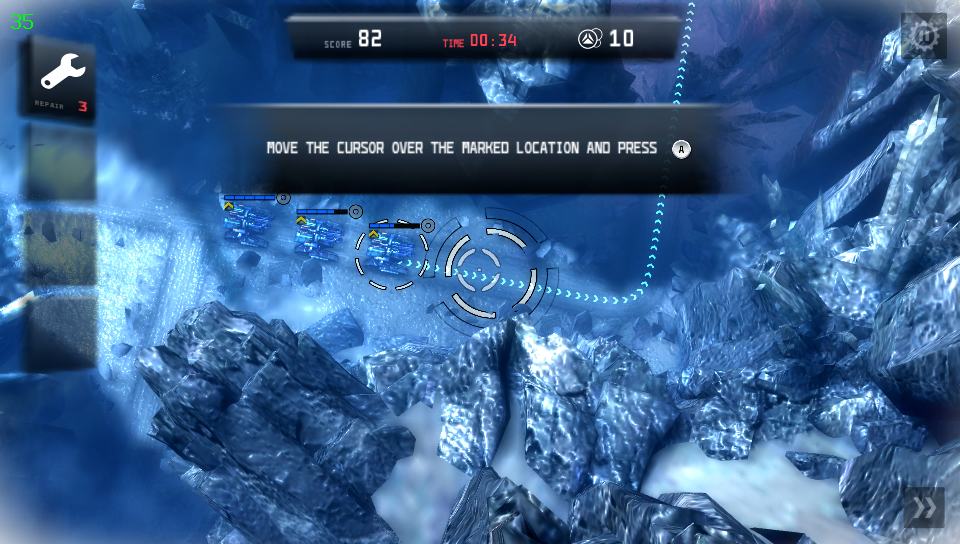 35
SCORE 82 TIME 00:34 10
REPAIR 3
MOVE THE CURSOR OVER THE MARKED LOCATION AND PRESS A